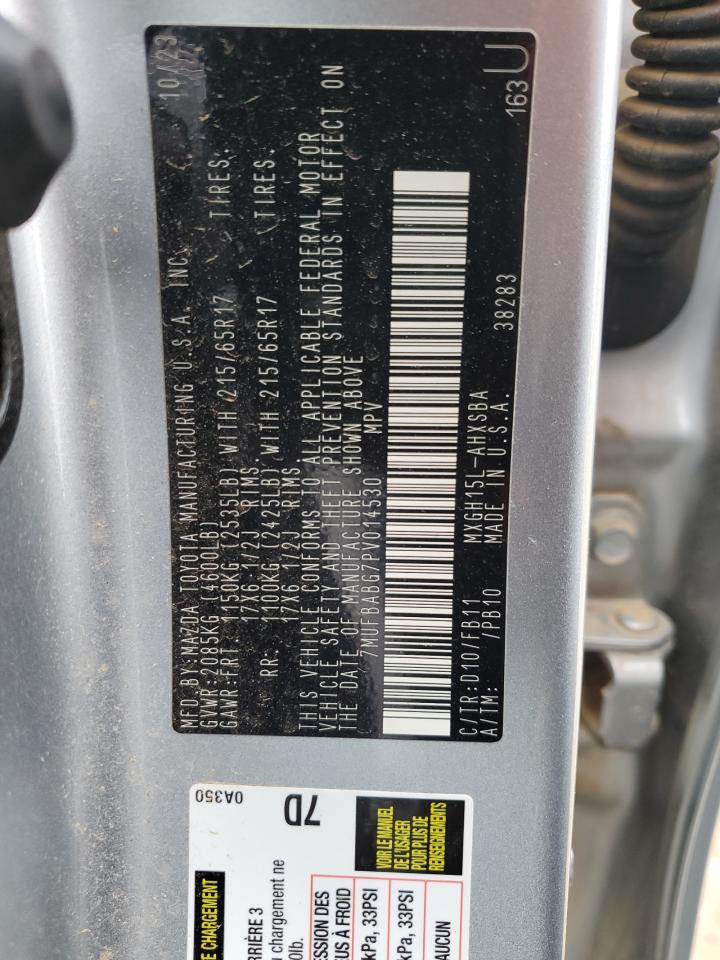 MFD.BY:MAZDA TOYOTA MANUFACTURING U.S.A. INC. 10/23
GVWR:2085KG (4600LB)
GAWR:FRT 1150KG (2535LB) WITH 215/65R17 TIRES.
17X6 1/2J RIMS
RR: 1100KG (2425LB) WITH 215/65R17 TIRES.
17X6 1/2J RIMS
THIS VEHICLE CONFORMS TO ALL APPLICABLE FEDERAL MOTOR
VEHICLE SAFETY AND THEFT PREVENTION STANDARDS IN EFFECT ON
THE DATE OF MANUFACTURE SHOWN ABOVE
7MUFBABG7PV014530 MPV
C/TR:D10/FB11 MXGH15L-AHXSBA
A/TM: /PB10 MADE IN U.S.A. 38283 163 U
0A350
7D
VOIR LE MANUEL
DE L'USAGER
POUR PLUS DE
RENSEIGNEMENTS
CHARGEMENT
3
chargement ne
0lb.
DES
À FROID
kPa, 33PSI
kPa, 33PSI
AUCUN